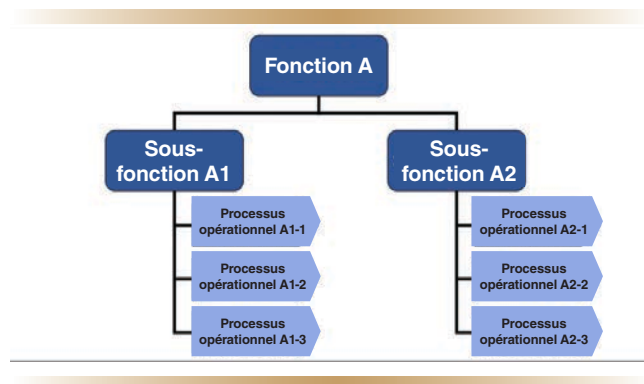 Fonction A
Sous-
fonction A1
Sous-
fonction A2
Processus
opérationnel A1-1
Processus
opérationnel A1-2
Processus
opérationnel A1-3
Processus
opérationnel A2-1
Processus
opérationnel A2-2
Processus
opérationnel A2-3